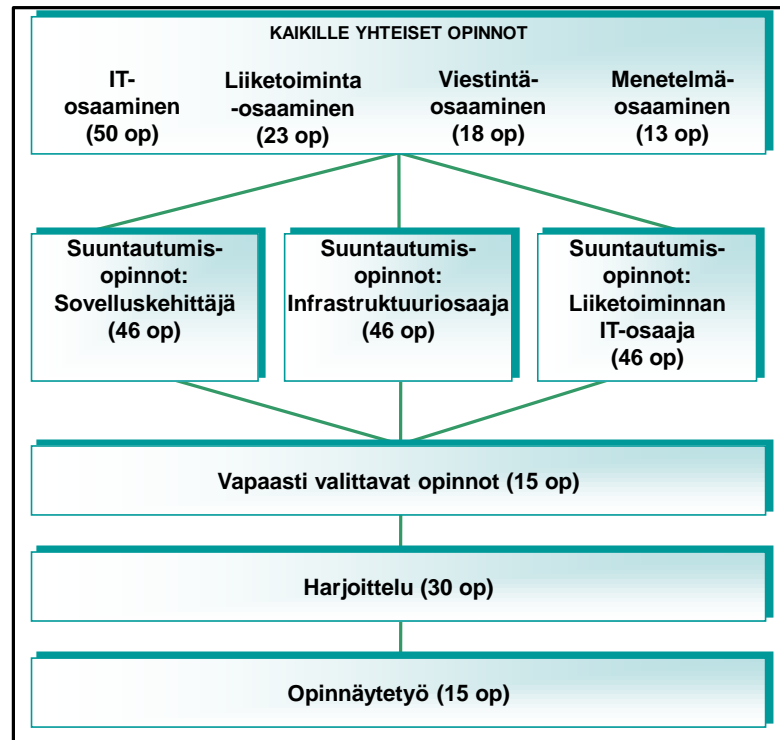 KAIKILLE YHTEISET OPINNOT
IT-
osaaminen
(50 op)
Liiketoiminta
-osaaminen
(23 op)
Viestintä-
osaaminen
(18 op)
Menetelmä-
osaaminen
(13 op)
Suuntautumis-
opinnot:
Sovelluskehittäjä
(46 op)
Suuntautumis-
opinnot:
Infrastruktuuriosaaja
(46 op)
Suuntautumis-
opinnot:
Liiketoiminnan
IT-osaaja
(46 op)
Vapaasti valittavat opinnot (15 op)
Harjoittelu (30 op)
Opinnäytetyö (15 op)